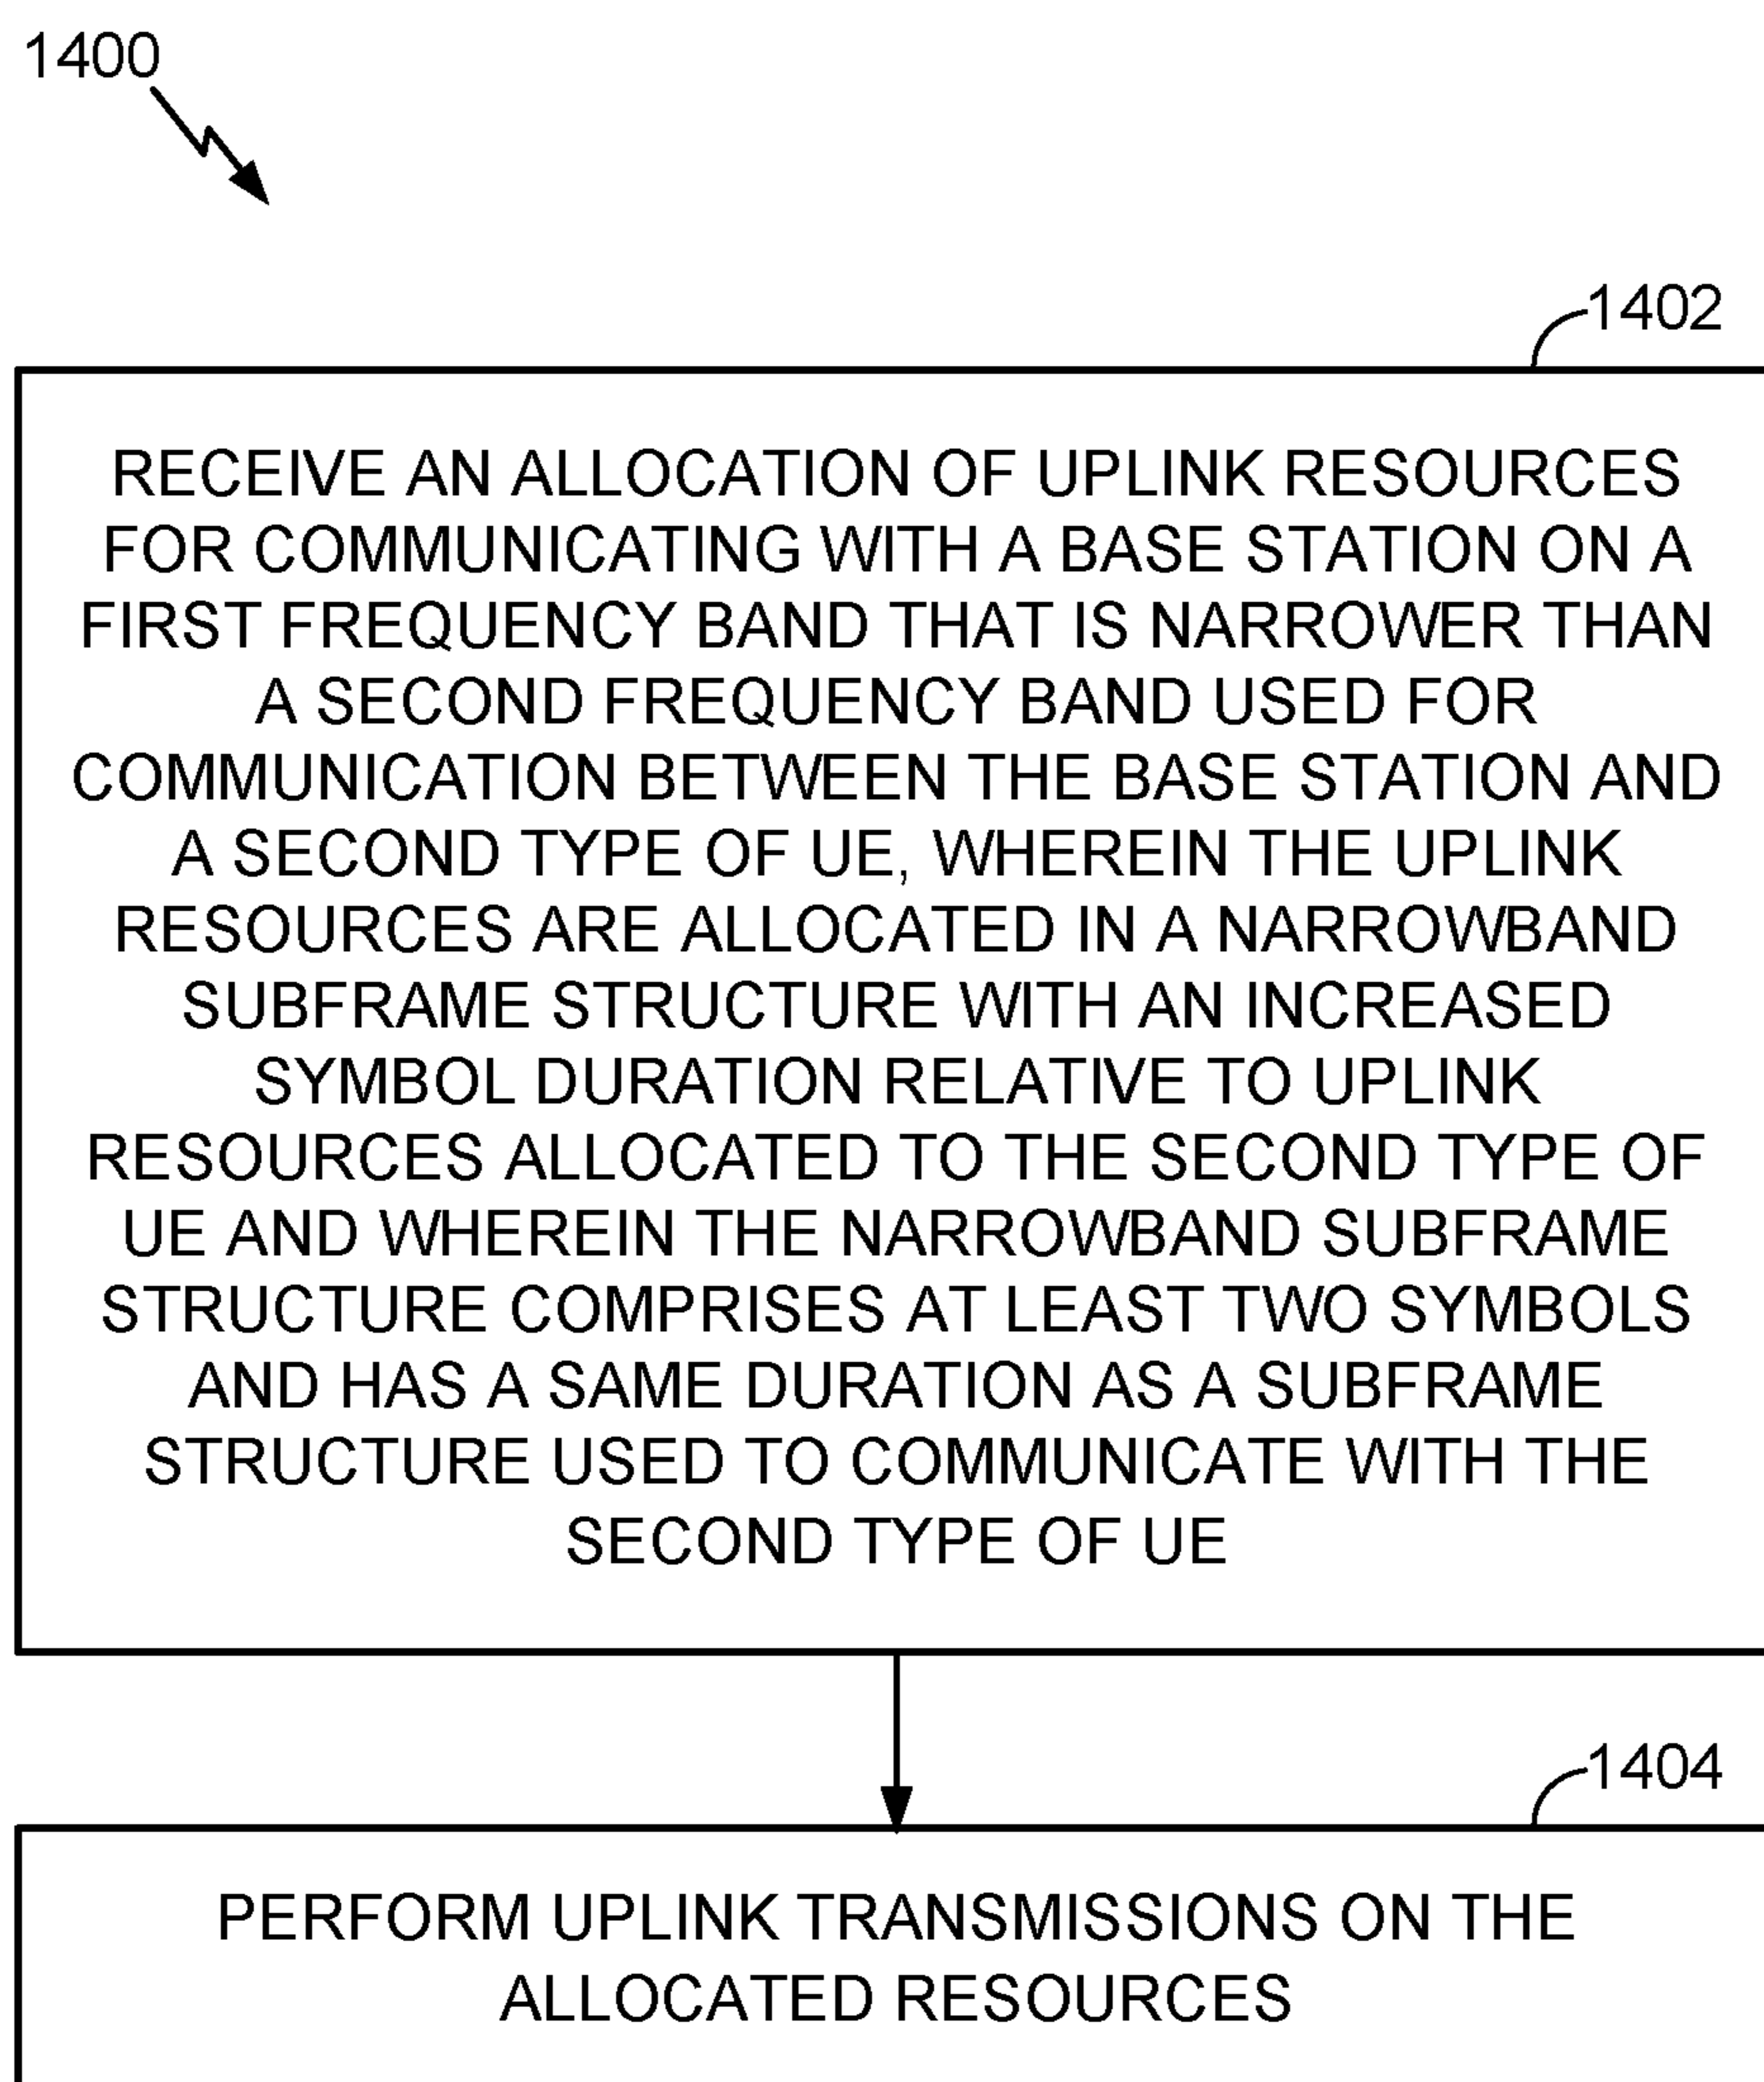 1400
1402
RECEIVE AN ALLOCATION OF UPLINK RESOURCES
FOR COMMUNICATING WITH A BASE STATION ON A
FIRST FREQUENCY BAND THAT IS NARROWER THAN
A SECOND FREQUENCY BAND USED FOR
COMMUNICATION BETWEEN THE BASE STATION AND
A SECOND TYPE OF UE, WHEREIN THE UPLINK
RESOURCES ARE ALLOCATED IN A NARROWBAND
SUBFRAME STRUCTURE WITH AN INCREASED
SYMBOL DURATION RELATIVE TO UPLINK
RESOURCES ALLOCATED TO THE SECOND TYPE OF
UE AND WHEREIN THE NARROWBAND SUBFRAME
STRUCTURE COMPRISES AT LEAST TWO SYMBOLS
AND HAS A SAME DURATION AS A SUBFRAME
STRUCTURE USED TO COMMUNICATE WITH THE
SECOND TYPE OF UE
1404
PERFORM UPLINK TRANSMISSIONS ON THE
ALLOCATED RESOURCES